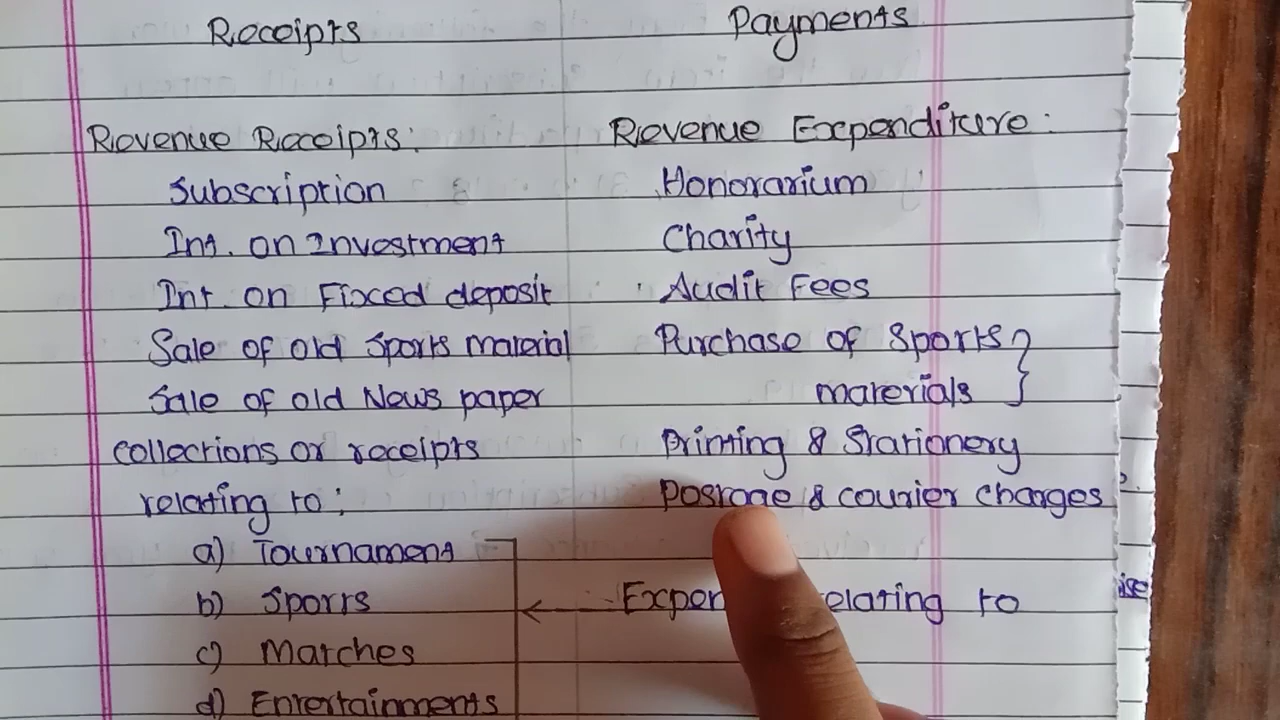 Receipts
Payments
Revenue Receipts:
Subscription
Int. on Investment
Int. on Fixed deposit
Sale of old Sports material
Sale of old News paper
collections or receipts
relating to:
a) Tournament
b) Sports
c) Matches
d) Entertainments
Revenue Expenditure:
Honorarium
Charity
Audit Fees
Purchase of Sports
materials
Printing & Stationery
Postage & courier charges
relating to
ise